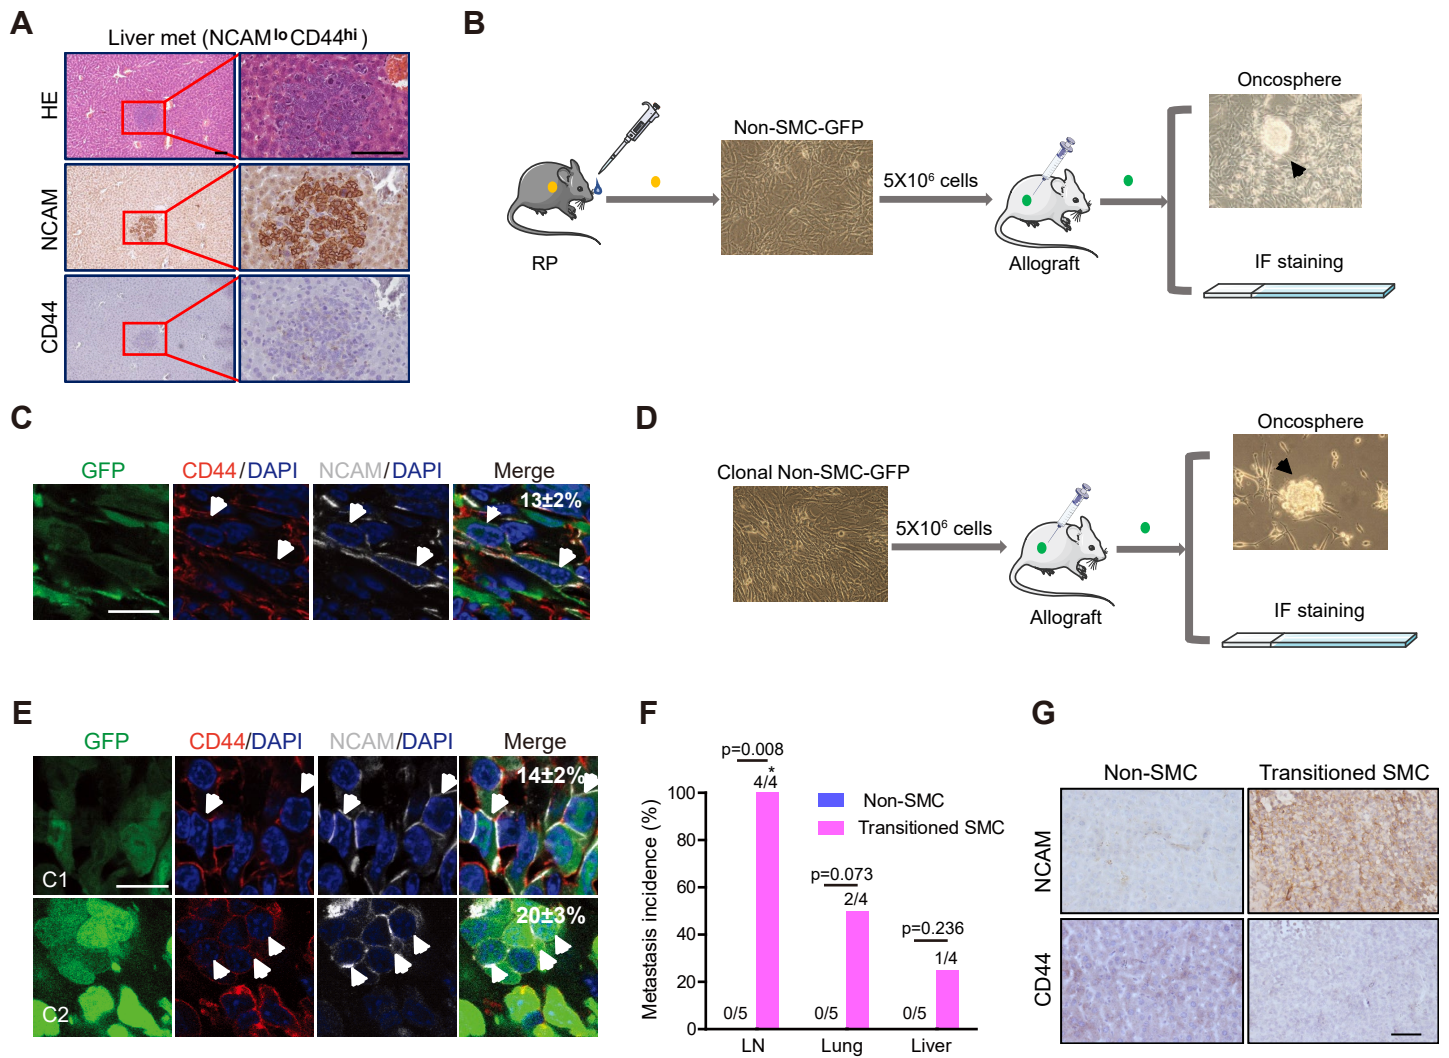 A
Liver met (NCAMloCD44hi)
HE
NCAM
CD44
B
RP
Non-SMC-GFP
5X10⁶ cells
Allograft
Oncosphere
IF staining
C
GFP
CD44/DAPI
NCAM/DAPI
Merge
13±2%
D
Clonal Non-SMC-GFP
5X10⁶ cells
Allograft
Oncosphere
IF staining
E
GFP
CD44/DAPI
NCAM/DAPI
Merge
C1
14±2%
C2
20±3%
F
Metastasis incidence (%)
100
80
60
40
20
0
p=0.008
*
4/4
p=0.073
2/4
p=0.236
1/4
0/5
0/5
0/5
LN
Lung
Liver
Non-SMC
Transitioned SMC
G
Non-SMC
Transitioned SMC
NCAM
CD44